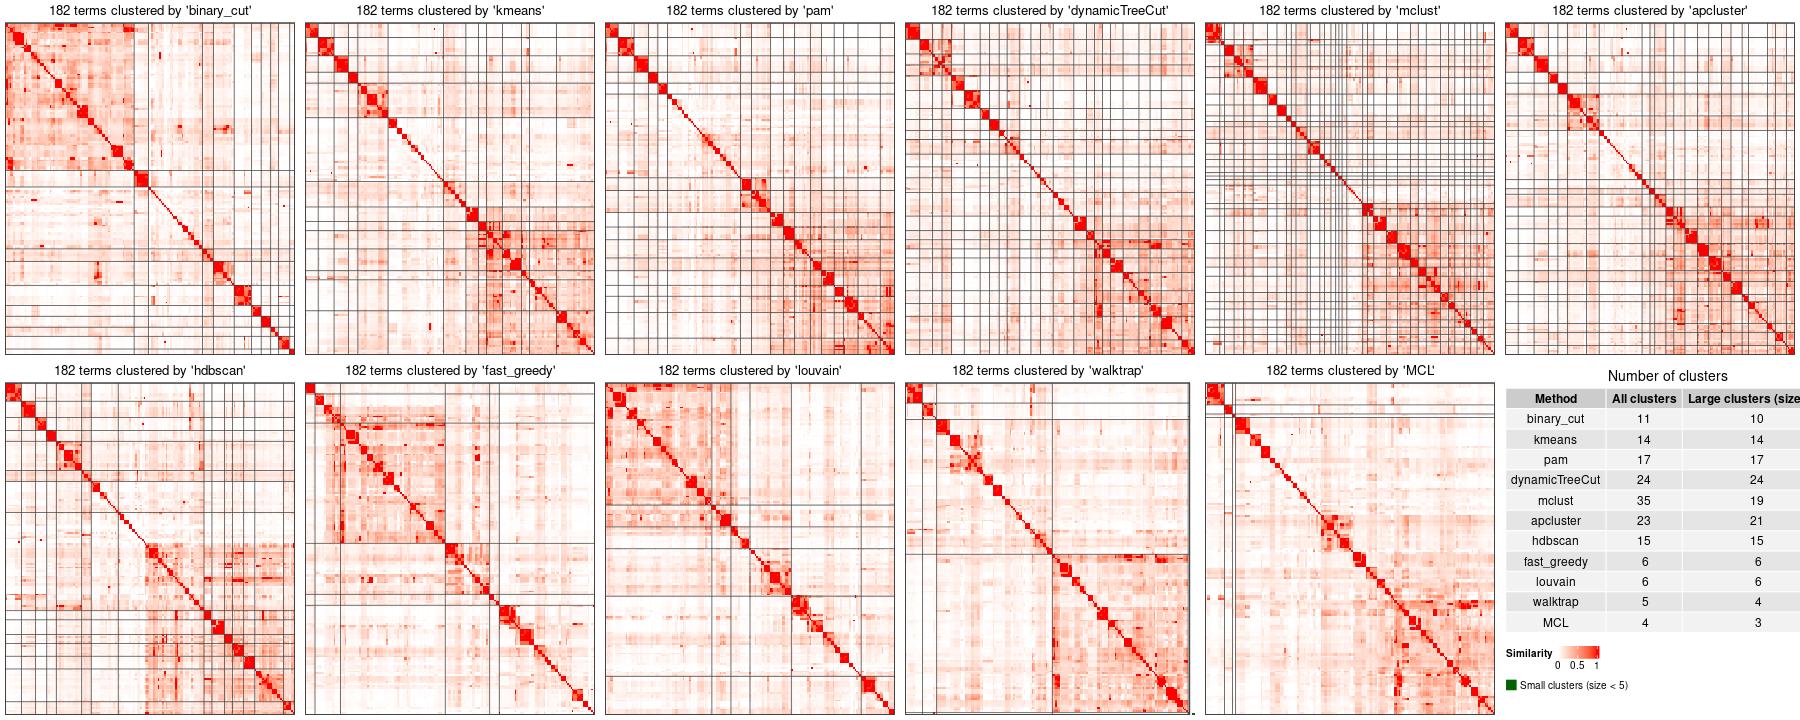 182 terms clustered by 'binary_cut'
182 terms clustered by 'kmeans'
182 terms clustered by 'pam'
182 terms clustered by 'dynamicTreeCut'
182 terms clustered by 'mclust'
182 terms clustered by 'apcluster'
182 terms clustered by 'hdbscan'
182 terms clustered by 'fast_greedy'
182 terms clustered by 'louvain'
182 terms clustered by 'walktrap'
182 terms clustered by 'MCL'
Number of clusters
Method All clusters Large clusters (size
binary_cut 11 10
kmeans 14 14
pam 17 17
dynamicTreeCut 24 24
mclust 35 19
apcluster 23 21
hdbscan 15 15
fast_greedy 6 6
louvain 6 6
walktrap 5 4
MCL 4 3
Similarity
0 0.5 1
Small clusters (size < 5)